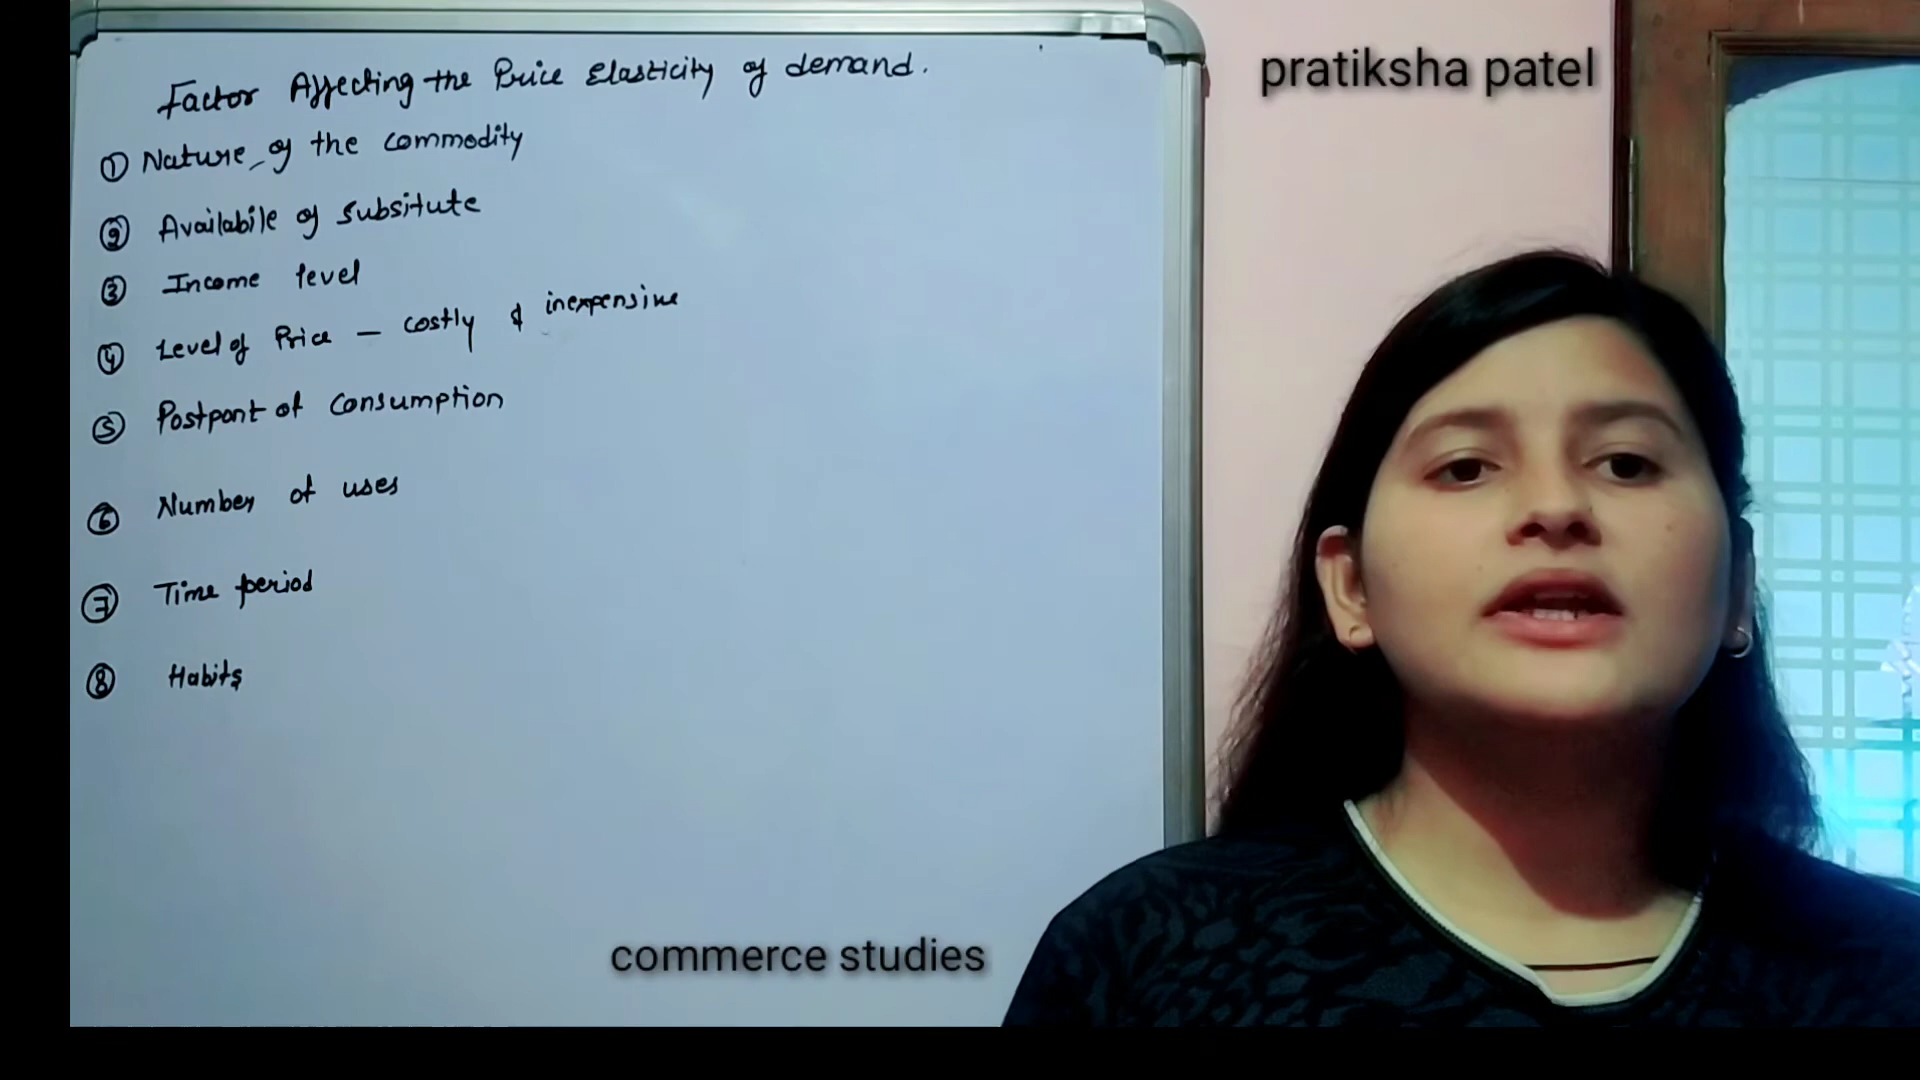 Factor Affecting the Price Elasticity of demand.
① Nature of the commodity
② Availabile of subsitute
③ Income level
④ Level of Price — costly & inexpensive
⑤ Postpont of Consumption
⑥ Number of uses
⑦ Time period
⑧ Habits
pratiksha patel
commerce studies